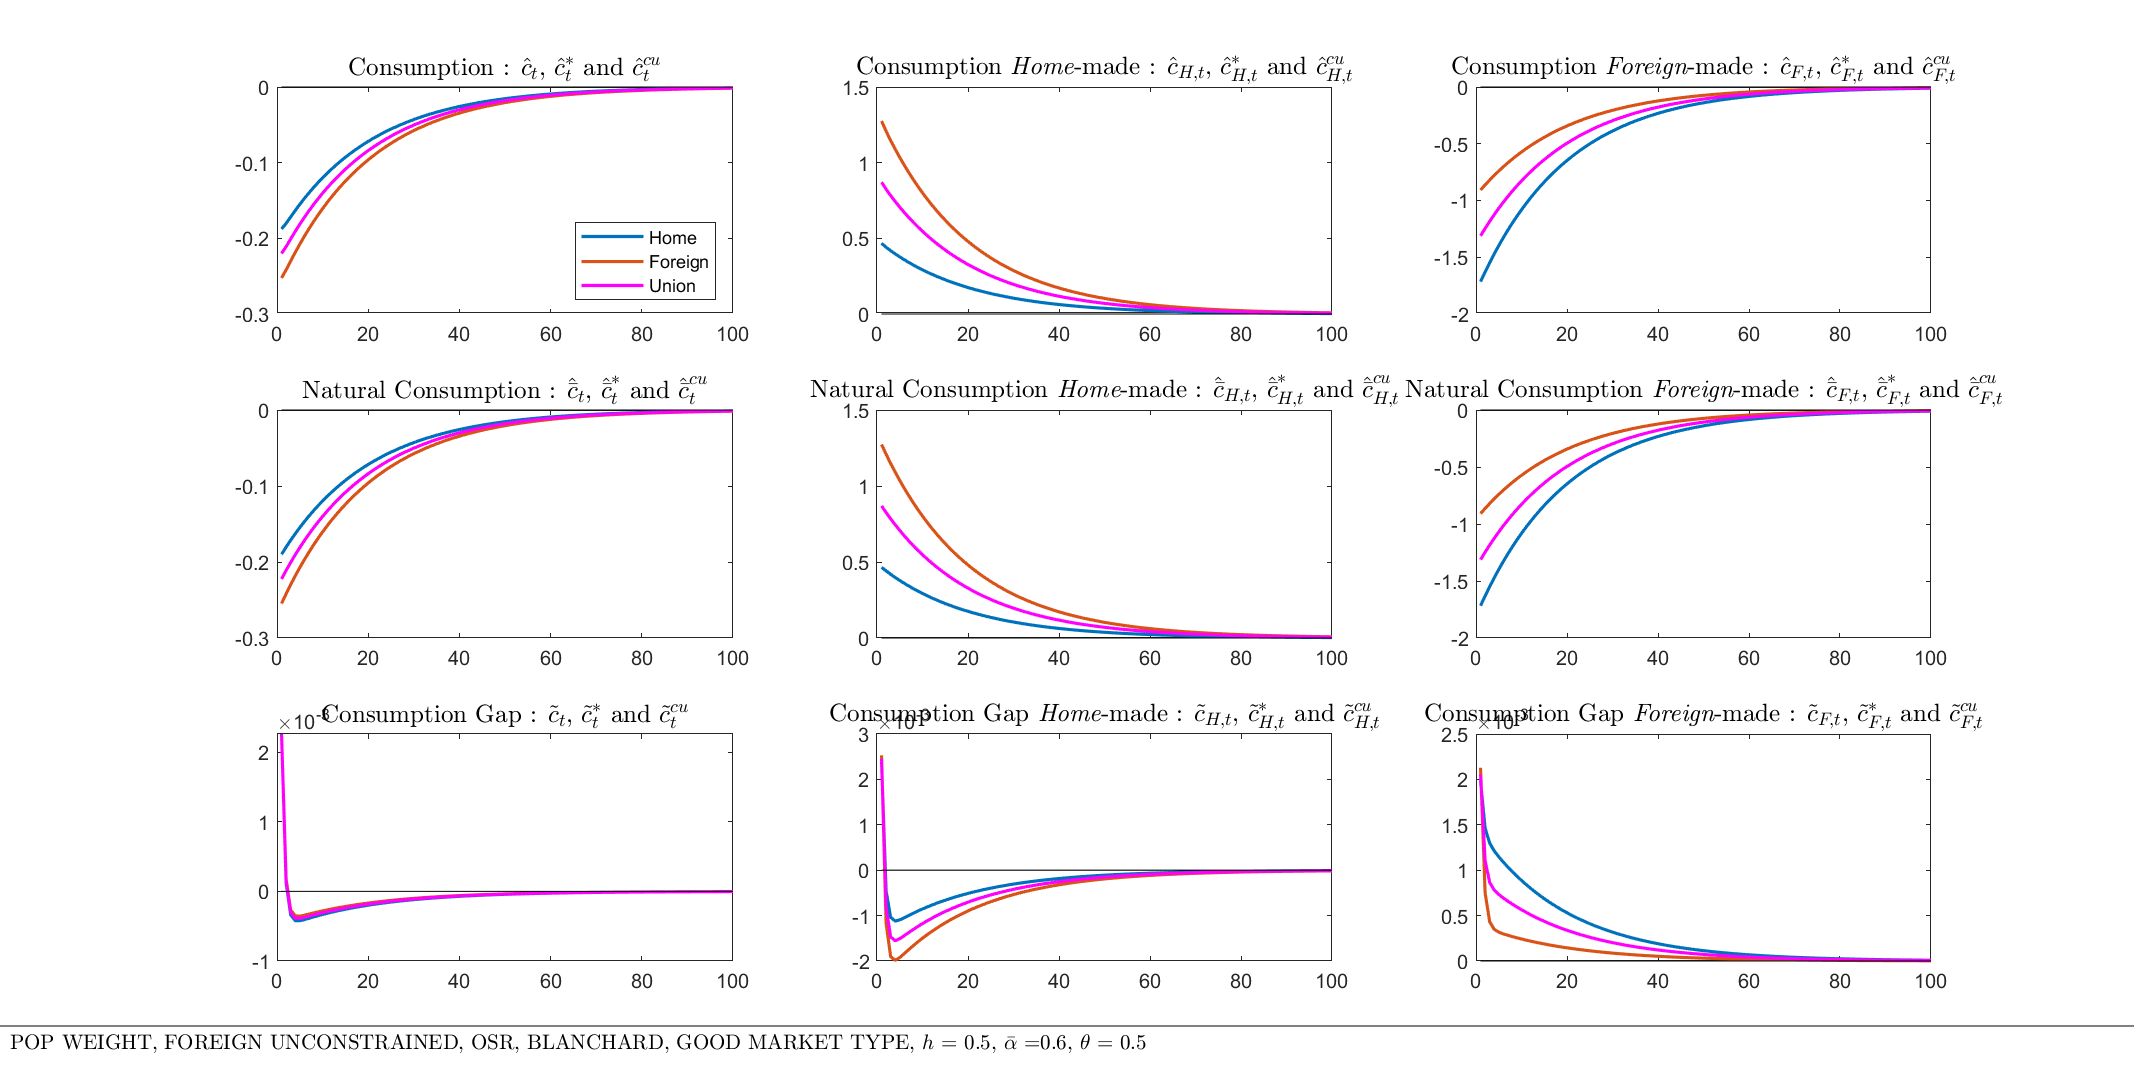 Consumption : ĉ_t, ĉ*_t and ĉ^cu_t
0
-0.1
-0.2
-0.3
0 20 40 60 80 100
Home
Foreign
Union
Consumption Home-made : ĉ_H,t, ĉ*_H,t and ĉ^cu_H,t
1.5
1
0.5
0
0 20 40 60 80 100
Consumption Foreign-made : ĉ_F,t, ĉ*_F,t and ĉ^cu_F,t
0
-0.5
-1
-1.5
-2
0 20 40 60 80 100
Natural Consumption : c̄̂_t, c̄̂*_t and c̄̂^cu_t
0
-0.1
-0.2
-0.3
0 20 40 60 80 100
Natural Consumption Home-made : c̄̂_H,t, c̄̂*_H,t and c̄̂^cu_H,t
1.5
1
0.5
0
0 20 40 60 80 100
Natural Consumption Foreign-made : c̄̂_F,t, c̄̂*_F,t and c̄̂^cu_F,t
0
-0.5
-1
-1.5
-2
0 20 40 60 80 100
Consumption Gap : c̃_t, c̃*_t and c̃^cu_t
×10^-3
2
1
0
-1
0 20 40 60 80 100
Consumption Gap Home-made : c̃_H,t, c̃*_H,t and c̃^cu_H,t
×10^-3
3
2
1
0
-1
-2
0 20 40 60 80 100
Consumption Gap Foreign-made : c̃_F,t, c̃*_F,t and c̃^cu_F,t
×10^-3
2.5
2
1.5
1
0.5
0
0 20 40 60 80 100
POP WEIGHT, FOREIGN UNCONSTRAINED, OSR, BLANCHARD, GOOD MARKET TYPE, h = 0.5, ᾱ =0.6, θ = 0.5